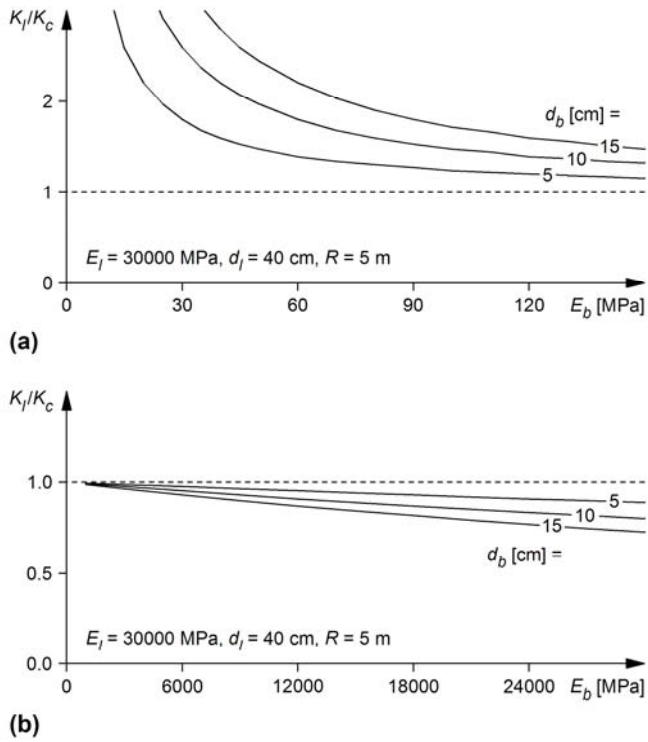 K_l/K_c
2
1
0
d_b [cm] =
15
10
5
E_l = 30000 MPa, d_l = 40 cm, R = 5 m
0 30 60 90 120 E_b [MPa]
(a)
K_l/K_c
1.0
0.5
0.0
5
10
15
d_b [cm] =
E_l = 30000 MPa, d_l = 40 cm, R = 5 m
0 6000 12000 18000 24000 E_b [MPa]
(b)